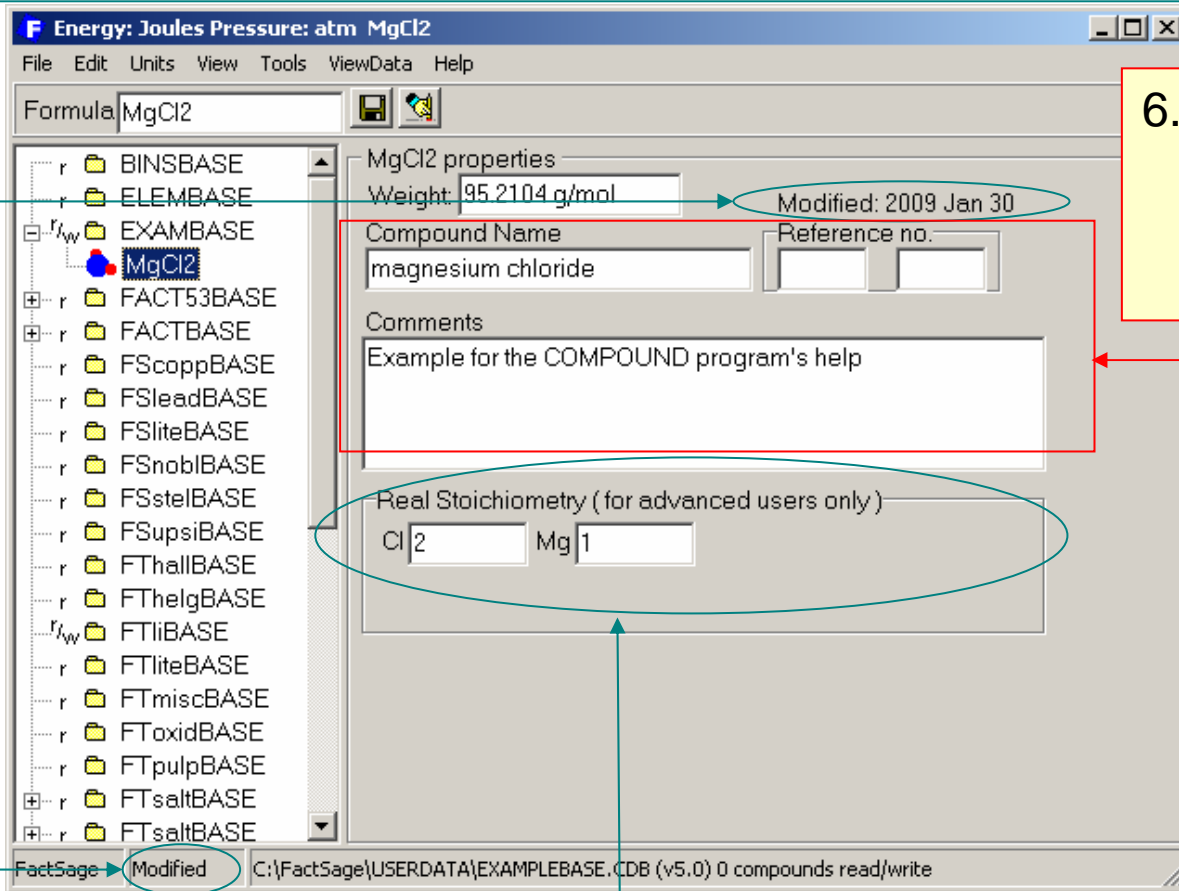 Energy: Joules Pressure: atm MgCl2
File Edit Units View Tools ViewData Help
Formula MgCl2
6.
r BINSBASE
r ELEMBASE
r/w EXAMBASE
MgCl2
r FACT53BASE
r FACTBASE
r FScoppBASE
r FSleadBASE
r FSliteBASE
r FSnoblBASE
r FSstelBASE
r FSupsiBASE
r FThallBASE
r FThelgBASE
r/w FTliBASE
r FTliteBASE
r FTmiscBASE
r FToxidBASE
r FTpulpBASE
r FTsaltBASE
r FTsaltBASE
MgCl2 properties
Weight: 95.2104 g/mol
Modified: 2009 Jan 30
Compound Name
magnesium chloride
Reference no.
Comments
Example for the COMPOUND program's help
Real Stoichiometry ( for advanced users only )
Cl 2 Mg 1
FactSage Modified C:\FactSage\USERDATA\EXAMPLEBASE.CDB (v5.0) 0 compounds read/write